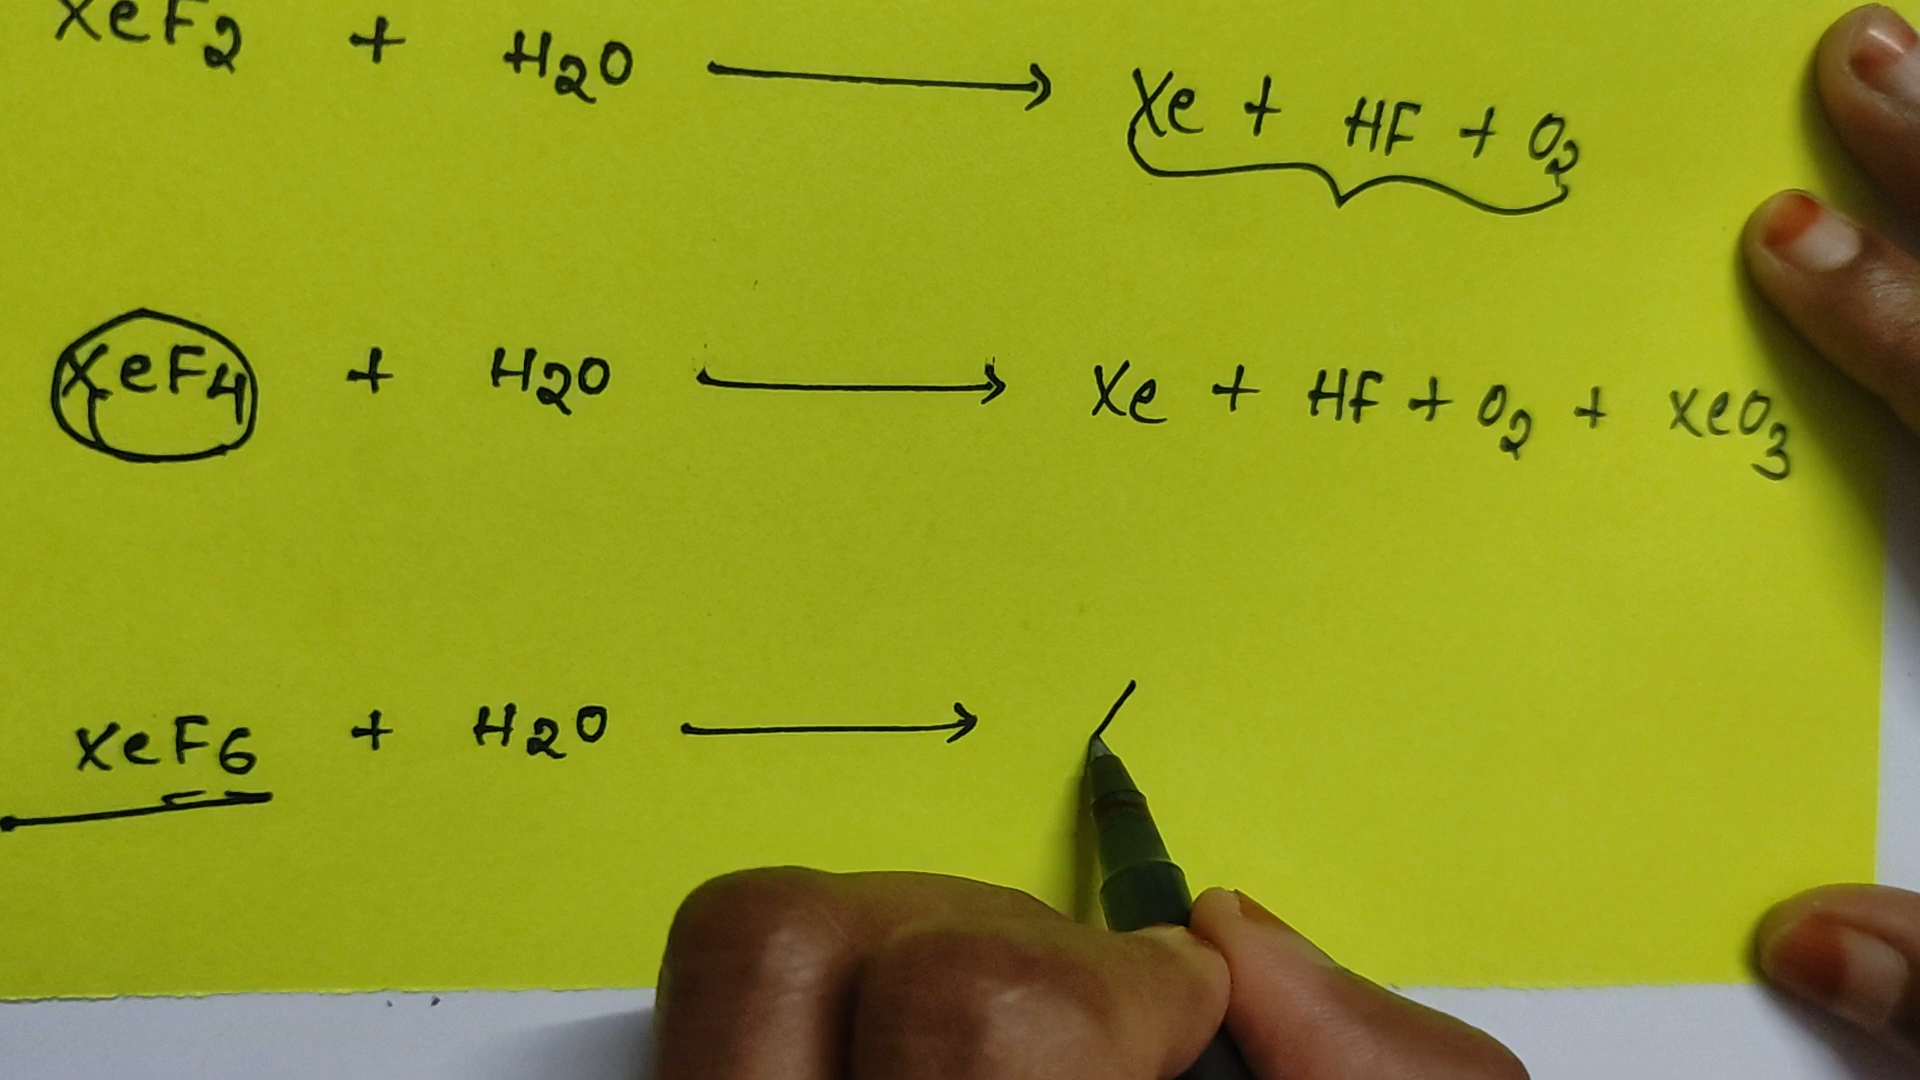 XeF2 + H2O ⟶ Xe + HF + O2
XeF4 + H2O ⟶ Xe + HF + O2 + XeO3
XeF6 + H2O ⟶